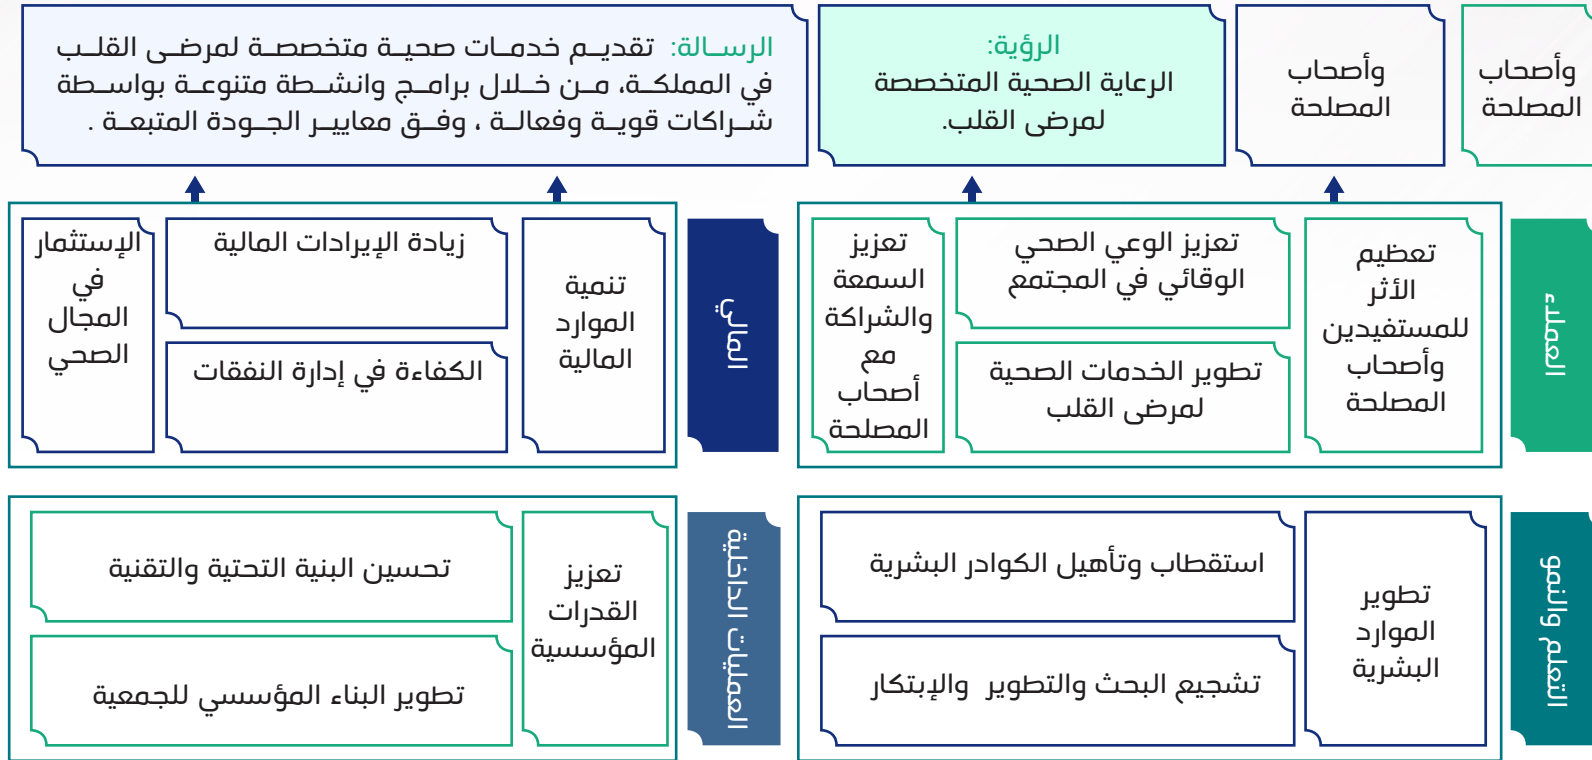 وأصحاب
المصلحة
وأصحاب
المصلحة
الرؤية:
الرعاية الصحية المتخصصة
لمرضى القلب.
الرسالة: تقديم خدمات صحية متخصصة لمرضى القلب
في المملكة، من خلال برامج وانشطة متنوعة بواسطة
شراكات قوية وفعالة ، وفق معايير الجودة المتبعة .
العملاء
تعظيم
الأثر
للمستفيدين
وأصحاب
المصلحة
تعزيز الوعي الصحي
الوقائي في المجتمع
تطوير الخدمات الصحية
لمرضى القلب
تعزيز
السمعة
والشراكة
مع
أصحاب
المصلحة
المالي
تنمية
الموارد
المالية
زيادة الإيرادات المالية
الكفاءة في إدارة النفقات
الإستثمار
في
المجال
الصحي
التعلم والنمو
تطوير
الموارد
البشرية
استقطاب وتأهيل الكوادر البشرية
تشجيع البحث والتطوير والإبتكار
العمليات الداخلية
تعزيز
القدرات
المؤسسية
تحسين البنية التحتية والتقنية
تطوير البناء المؤسسي للجمعية